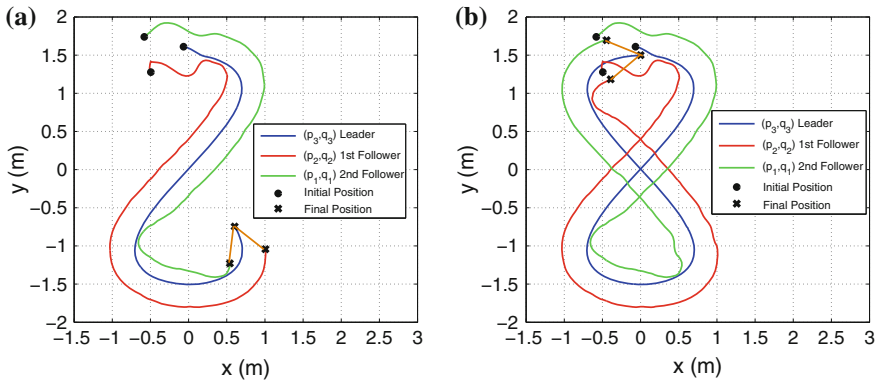 (a)
2
1.5
1
0.5
0
−0.5
−1
−1.5
−2
y (m)
−1.5 −1 −0.5 0 0.5 1 1.5 2 2.5 3
x (m)
(p3,q3) Leader
(p2,q2) 1st Follower
(p1,q1) 2nd Follower
Initial Position
Final Position
(b)
2
1.5
1
0.5
0
−0.5
−1
−1.5
−2
y (m)
−1.5 −1 −0.5 0 0.5 1 1.5 2 2.5 3
x (m)
(p3,q3) Leader
(p2,q2) 1st Follower
(p1,q1) 2nd Follower
Initial Position
Final Position